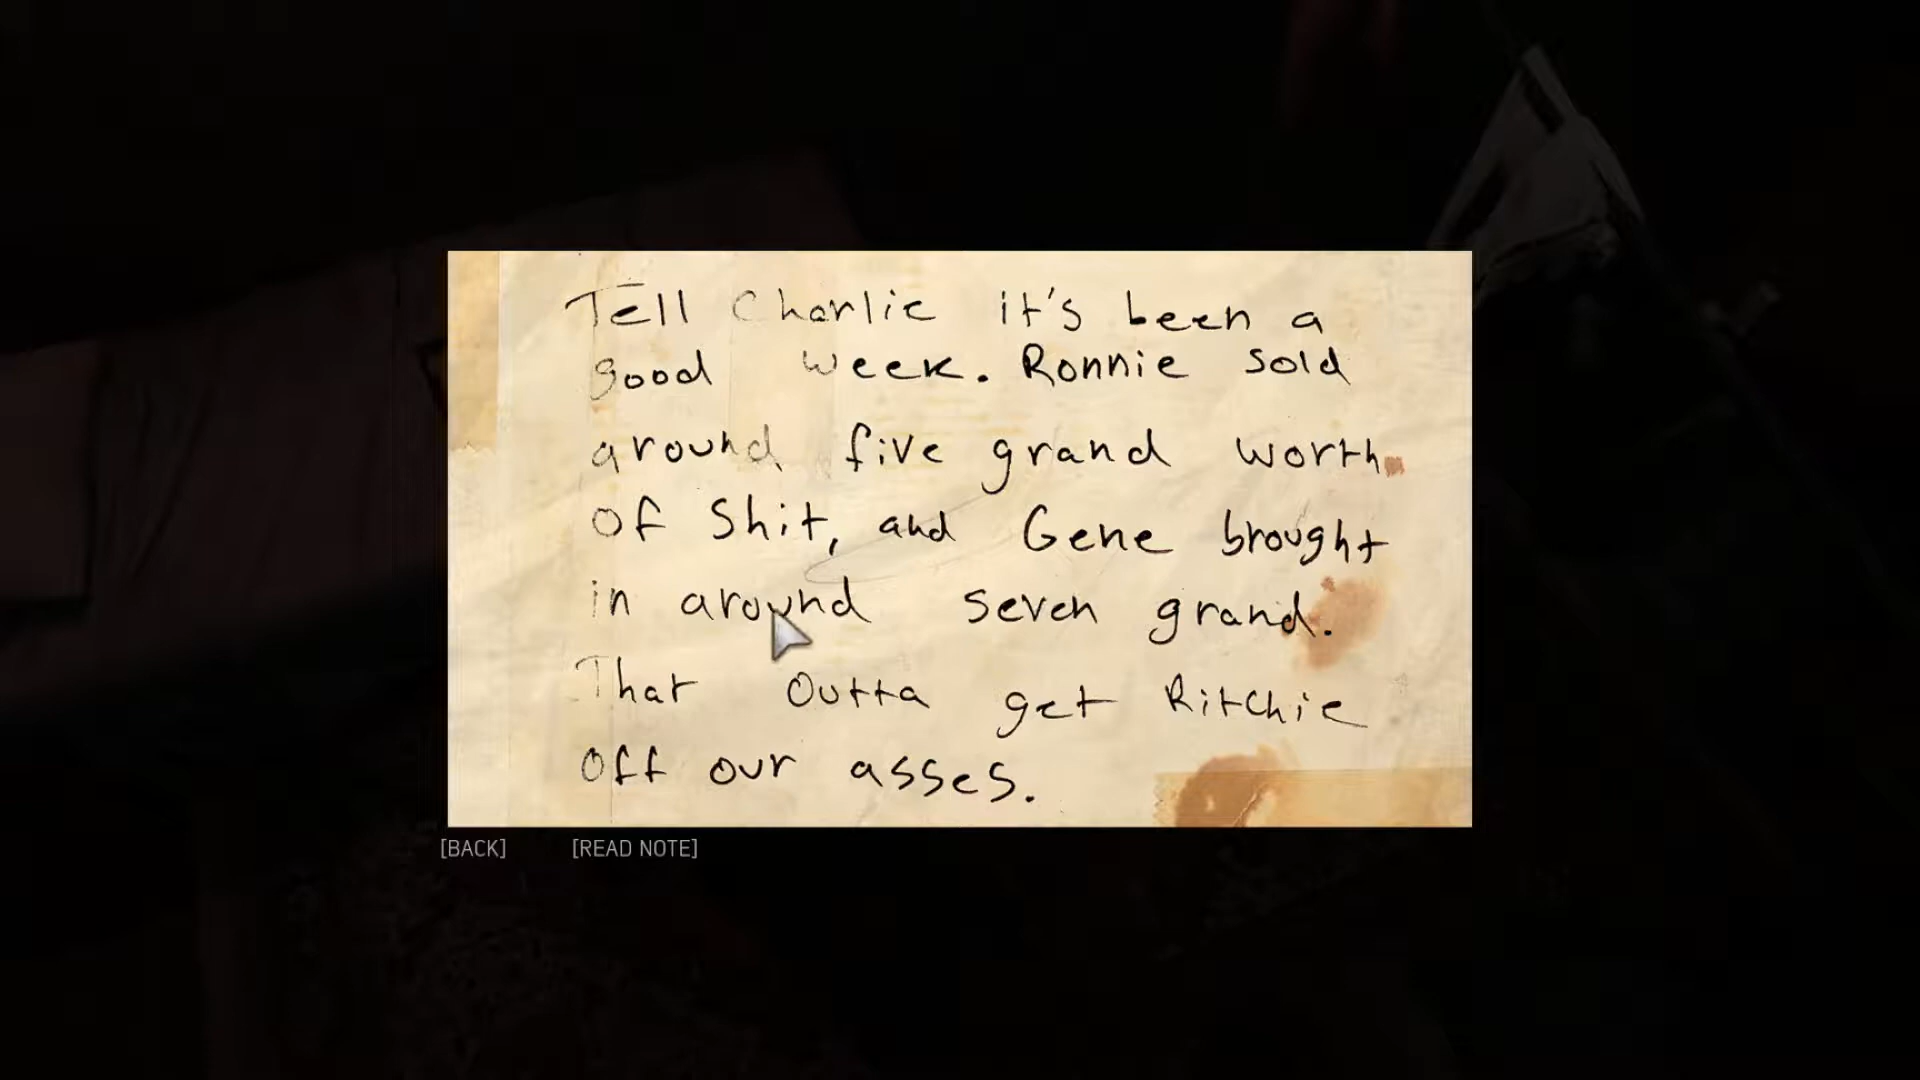 Tell Charlie it's been a
good week. Ronnie sold
around five grand worth
of Shit, and Gene brought
in around seven grand.
That Outta get Ritchie
Off our asses.
[BACK] [READ NOTE]